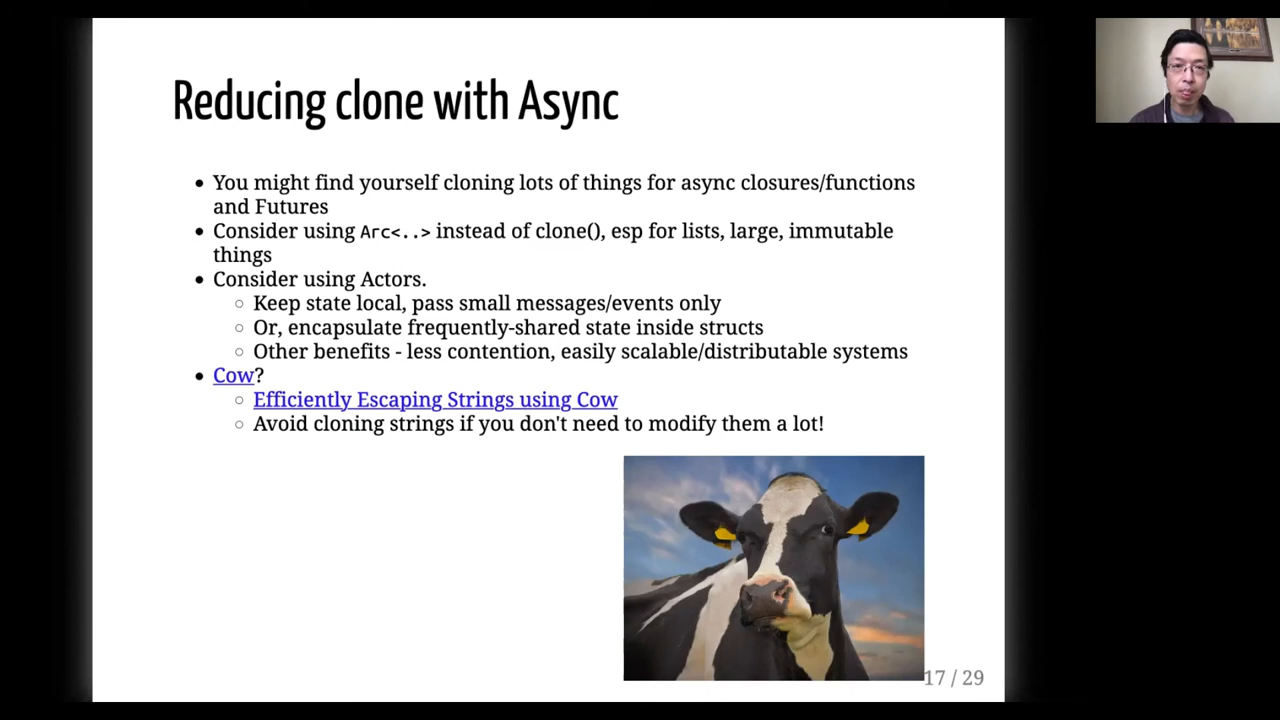 Reducing clone with Async
• You might find yourself cloning lots of things for async closures/functions
and Futures
• Consider using Arc<..> instead of clone(), esp for lists, large, immutable
things
• Consider using Actors.
○ Keep state local, pass small messages/events only
○ Or, encapsulate frequently-shared state inside structs
○ Other benefits - less contention, easily scalable/distributable systems
• Cow?
○ Efficiently Escaping Strings using Cow
○ Avoid cloning strings if you don't need to modify them a lot!
17 / 29